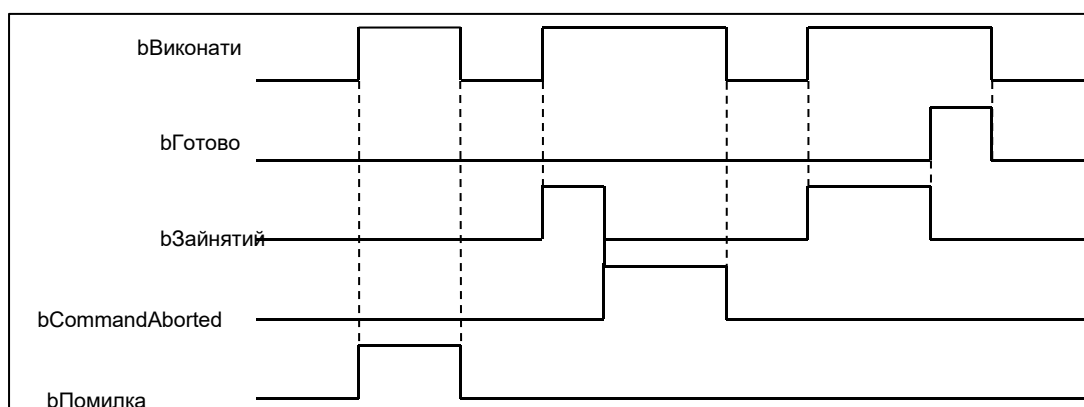 bВиконати
bГотово
bЗайнятий
bCommandAborted
bПомилка